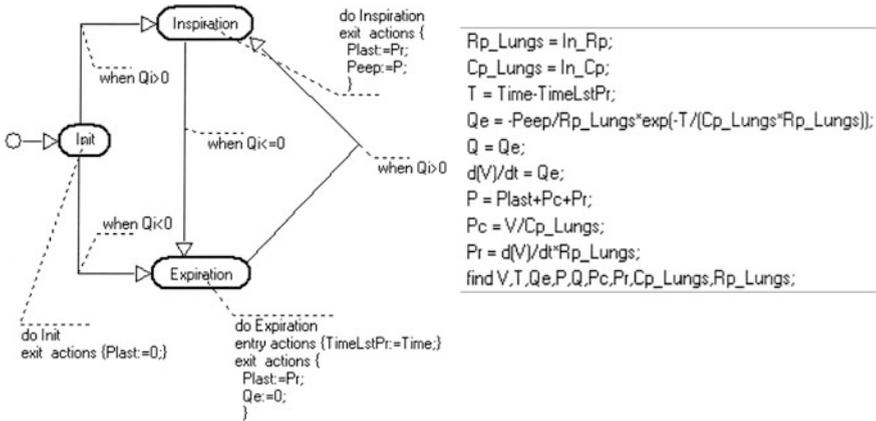 Inspiration
do Inspiration
exit actions {
Plast:=Pr;
Peep:=P;
}
when Qi>0
Init
when Qi<=0
when Qi>0
when Qi<0
Expiration
do Init
exit actions {Plast:=0;}
do Expiration
entry actions {TimeLstPr:=Time;}
exit actions {
Plast:=Pr;
Qe:=0;
}
Rp_Lungs = In_Rp;
Cp_Lungs = In_Cp;
T = Time-TimeLstPr;
Qe = -Peep/Rp_Lungs*exp(-T/(Cp_Lungs*Rp_Lungs));
Q = Qe;
d(V)/dt = Qe;
P = Plast+Pc+Pr;
Pc = V/Cp_Lungs;
Pr = d(V)/dt*Rp_Lungs;
find V,T,Qe,P,Q,Pc,Pr,Cp_Lungs,Rp_Lungs;